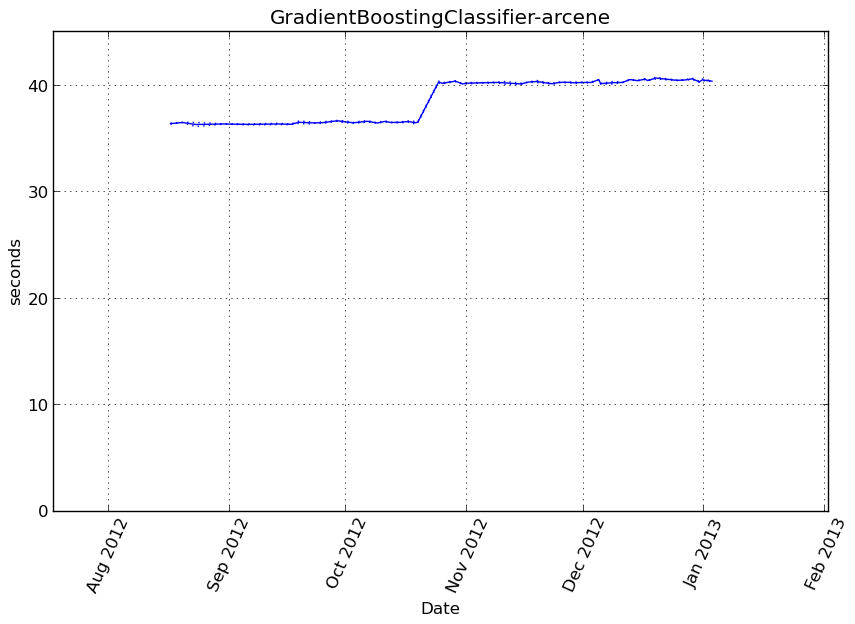 GradientBoostingClassifier-arcene
40
30
20
10
0
seconds
Aug 2012
Sep 2012
Oct 2012
Nov 2012
Dec 2012
Jan 2013
Feb 2013
Date